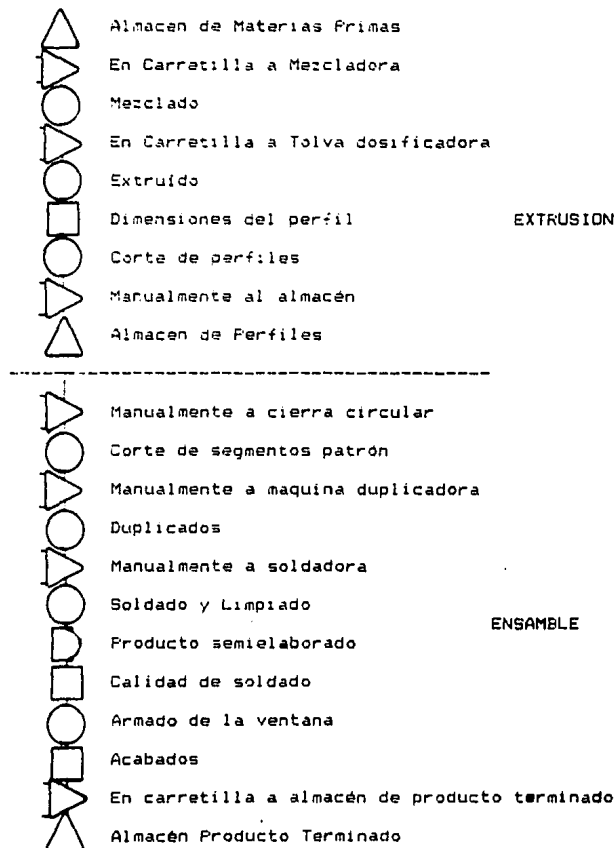 Almacen de Materias Primas
En Carretilla a Mezcladora
Mezclado
En Carretilla a Tolva dosificadora
Extruído
Dimensiones del perfil
EXTRUSION
Corte de perfiles
Manualmente al almacén
Almacen de Perfiles
Manualmente a cierra circular
Corte de segmentos patrón
Manualmente a maquina duplicadora
Duplicados
Manualmente a soldadora
Soldado y Limpiado
ENSAMBLE
Producto semielaborado
Calidad de soldado
Armado de la ventana
Acabados
En carretilla a almacén de producto terminado
Almacén Producto Terminado